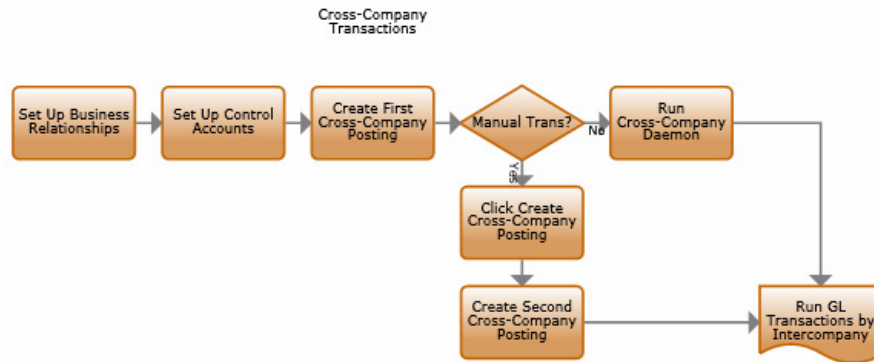 Cross-Company
Transactions
Set Up Business
Relationships
Set Up Control
Accounts
Create First
Cross-Company
Posting
Manual Trans?
No
Run
Cross-Company
Daemon
Yes
Click Create
Cross-Company
Posting
Create Second
Cross-Company
Posting
Run GL
Transactions by
Intercompany